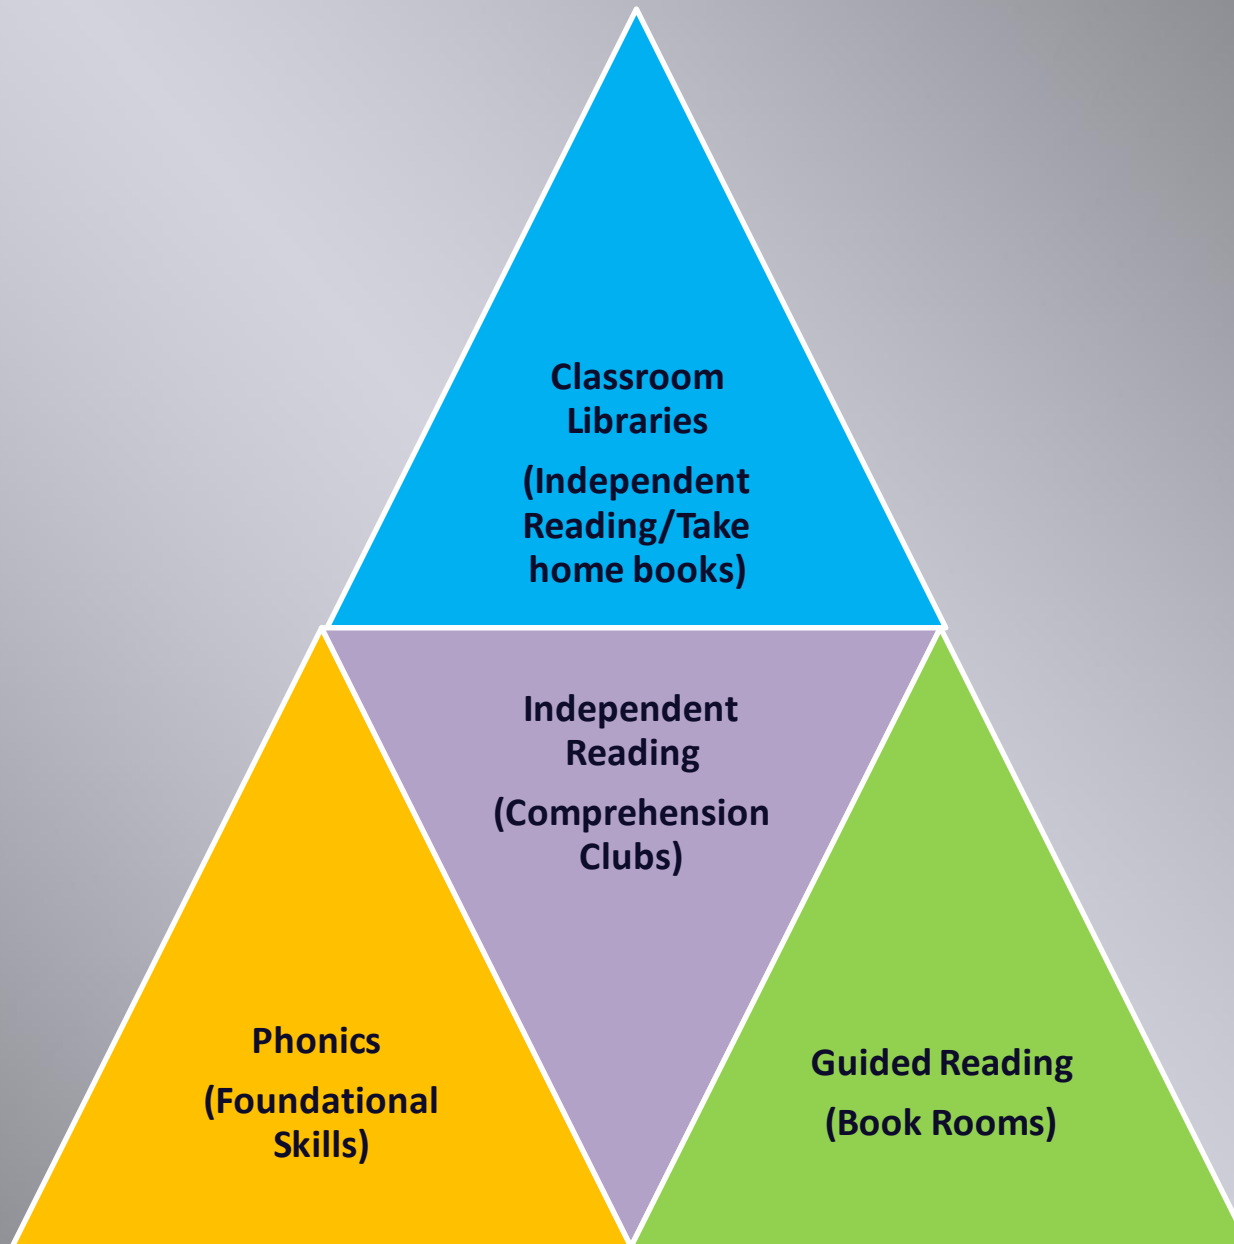 Classroom
Libraries
(Independent
Reading/Take
home books)
Independent
Reading
(Comprehension
Clubs)
Phonics
(Foundational
Skills)
Guided Reading
(Book Rooms)